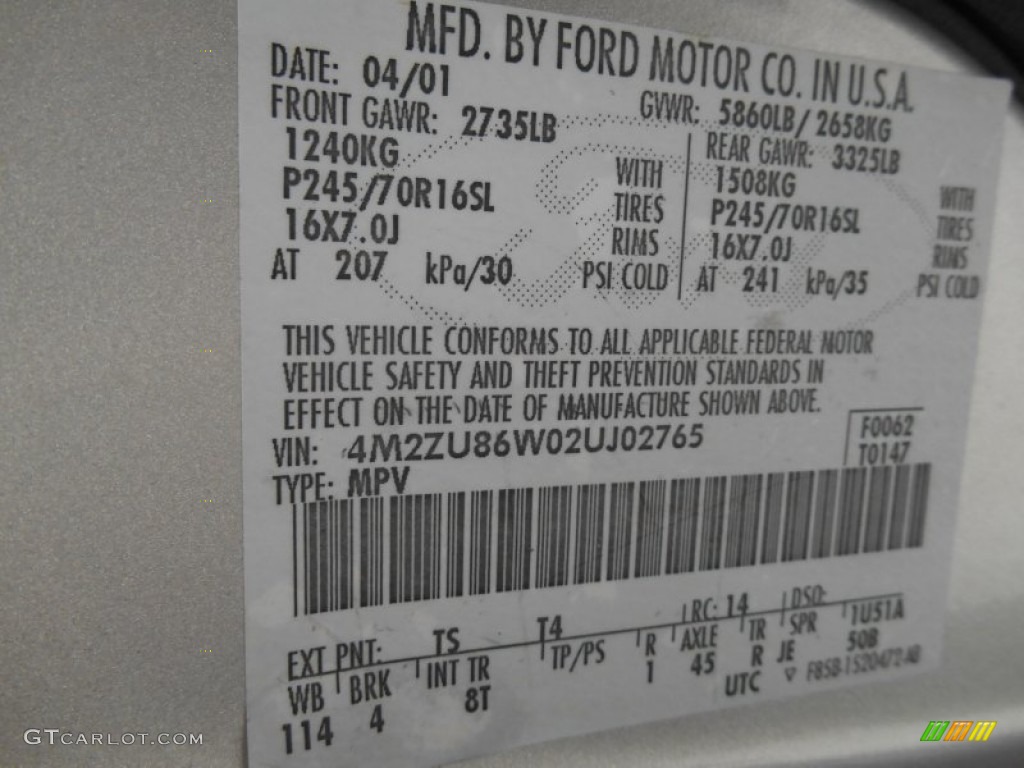 MFD. BY FORD MOTOR CO. IN U.S.A.
DATE: 04/01 GVWR: 5860LB/2658KG
FRONT GAWR: 2735LB REAR GAWR: 3325LB
1240KG WITH 1508KG WITH
P245/70R16SL TIRES P245/70R16SL TIRES
16X7.0J RIMS 16X7.0J RIMS
AT 207 kPa/30 PSI COLD AT 241 kPa/35 PSI COLD
THIS VEHICLE CONFORMS TO ALL APPLICABLE FEDERAL MOTOR
VEHICLE SAFETY AND THEFT PREVENTION STANDARDS IN
EFFECT ON THE DATE OF MANUFACTURE SHOWN ABOVE.
VIN: 4M2ZU86W02UJ02765 F0062
TYPE: MPV T0147
EXT PNT: TS T4 RC: 14 DSO:
WB BRK INT TR TP/PS R AXLE TR SPR 1U51A
114 4 8T 1 45 R JE 50B
UTC ▽ F85B-1520472-AB
GTCARLOT.COM